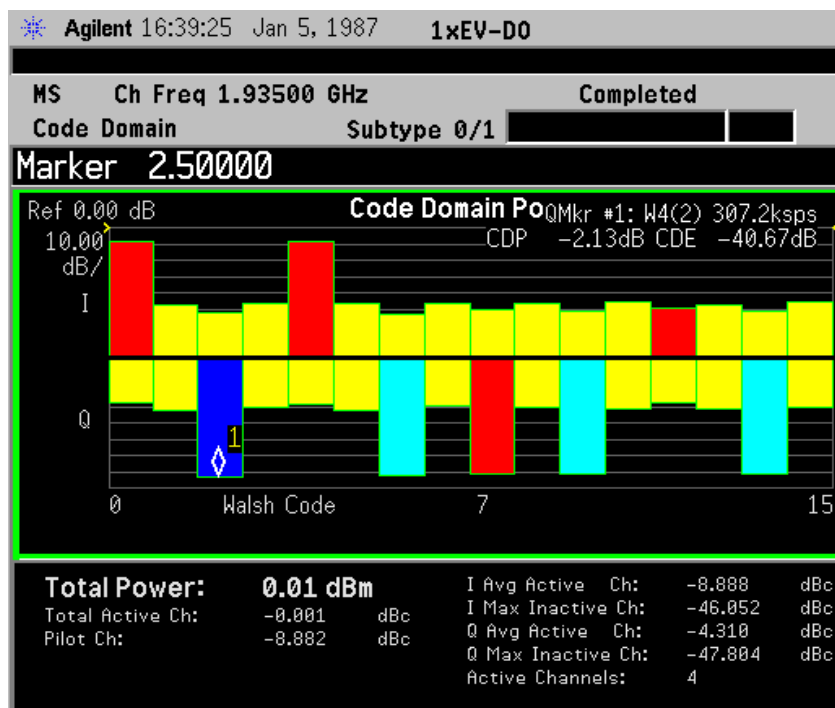 Agilent 16:39:25 Jan 5, 1987 1xEV-DO
MS Ch Freq 1.93500 GHz Completed
Code Domain Subtype 0/1
Marker 2.50000
Ref 0.00 dB Code Domain Po QMkr #1: W4(2) 307.2ksps
10.00 CDP -2.13dB CDE -40.67dB
dB/
I
Q
1
0 Walsh Code 7 15
Total Power: 0.01 dBm
Total Active Ch: -0.001 dBc
Pilot Ch: -8.882 dBc
I Avg Active Ch: -8.888 dBc
I Max Inactive Ch: -46.052 dBc
Q Avg Active Ch: -4.310 dBc
Q Max Inactive Ch: -47.804 dBc
Active Channels: 4